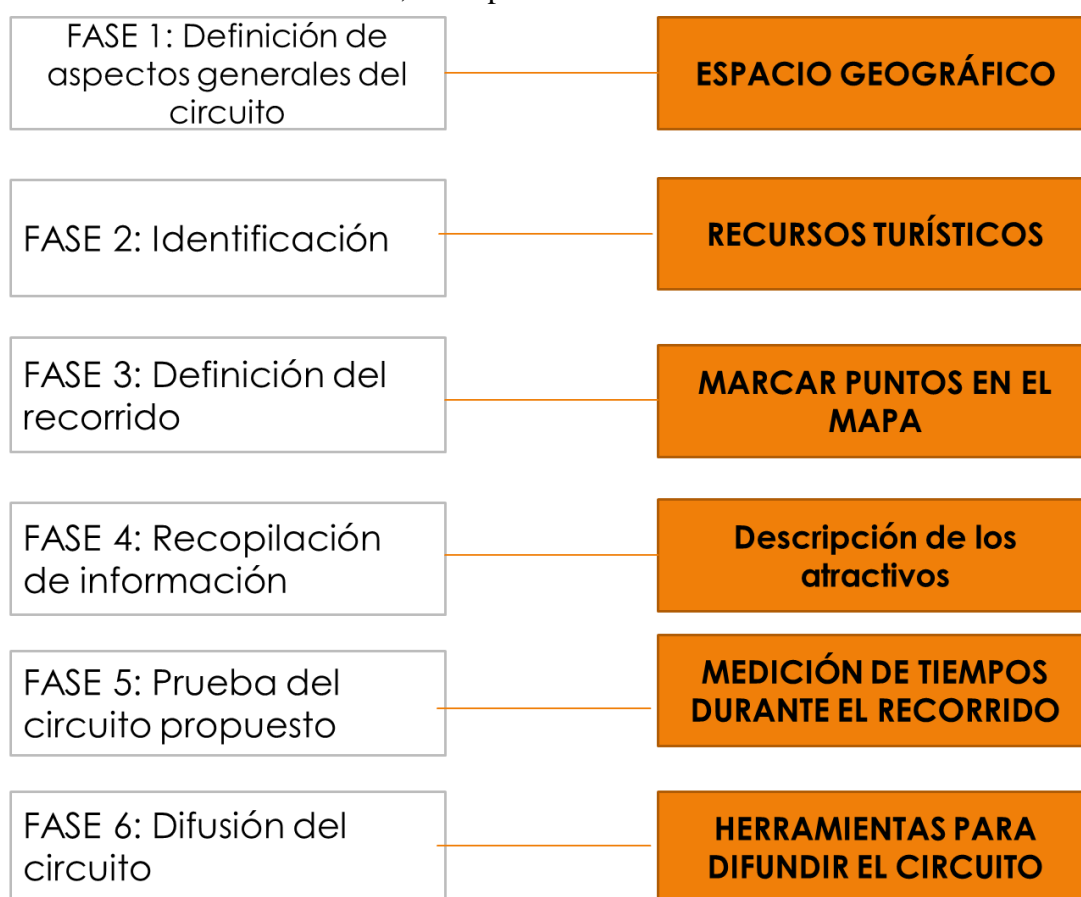 FASE 1: Definición de
aspectos generales del
circuito
ESPACIO GEOGRÁFICO
FASE 2: Identificación
RECURSOS TURÍSTICOS
FASE 3: Definición del
recorrido
MARCAR PUNTOS EN EL
MAPA
FASE 4: Recopilación
de información
Descripción de los
atractivos
FASE 5: Prueba del
circuito propuesto
MEDICIÓN DE TIEMPOS
DURANTE EL RECORRIDO
FASE 6: Difusión del
circuito
HERRAMIENTAS PARA
DIFUNDIR EL CIRCUITO